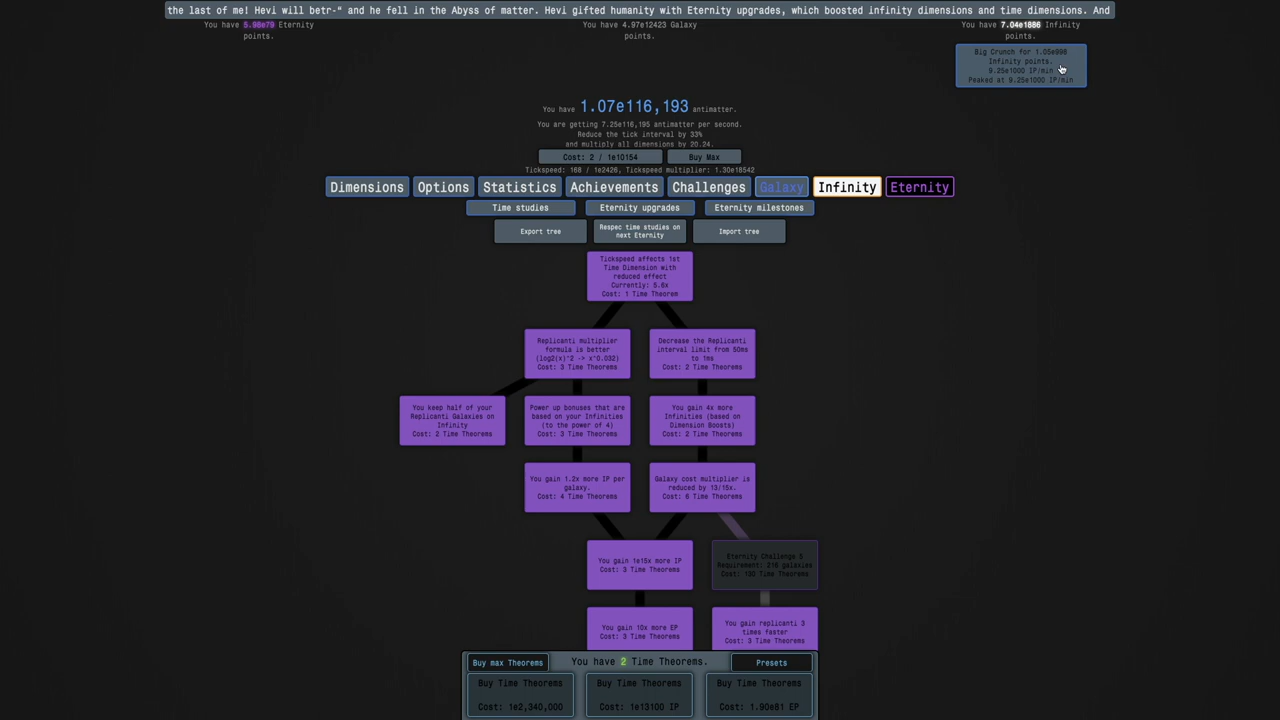 the last of me! Hevi will betr-“ and he fell in the Abyss of matter. Hevi gifted humanity with Eternity upgrades, which boosted infinity dimensions and time dimensions. And
You have 5.98e79 Eternity
points.
You have 4.97e12423 Galaxy
points.
You have 7.04e1886 Infinity
points.
Big Crunch for 1.05e999
Infinity points.
9.25e1000 IP/min
Peaked at 9.25e1000 IP/min
You have 1.07e116,193 antimatter.
You are getting 7.25e116,195 antimatter per second.
Reduce the tick interval by 33%
and multiply all dimensions by 20.24.
Cost: 2 / 1e10154
Buy Max
Tickspeed: 168 / 1e2426, Tickspeed multiplier: 1.30e18542
Dimensions
Options
Statistics
Achievements
Challenges
Galaxy
Infinity
Eternity
Time studies
Eternity upgrades
Eternity milestones
Export tree
Respec time studies on
next Eternity
Import tree
Tickspeed affects 1st
Time Dimension with
reduced effect
Currently: 5.6x
Cost: 1 Time Theorem
Replicanti multiplier
formula is better
(log2(x)^2 -> x^0.032)
Cost: 3 Time Theorems
Decrease the Replicanti
interval limit from 50ms
to 1ms
Cost: 2 Time Theorems
You keep half of your
Replicanti Galaxies on
Infinity
Cost: 2 Time Theorems
Power up bonuses that are
based on your Infinities
(to the power of 4)
Cost: 3 Time Theorems
You gain 4x more
Infinities (based on
Dimension Boosts)
Cost: 2 Time Theorems
You gain 1.2x more IP per
galaxy.
Cost: 4 Time Theorems
Galaxy cost multiplier is
reduced by 13/15x.
Cost: 6 Time Theorems
You gain 1e15x more IP
Cost: 3 Time Theorems
Eternity Challenge 5
Requirement: 216 galaxies
Cost: 130 Time Theorems
You gain 10x more EP
Cost: 3 Time Theorems
You gain replicanti 3
times faster
Cost: 3 Time Theorems
Buy max Theorems
You have 2 Time Theorems.
Presets
Buy Time Theorems
Cost: 1e2,340,000
Buy Time Theorems
Cost: 1e13100 IP
Buy Time Theorems
Cost: 1.90e81 EP